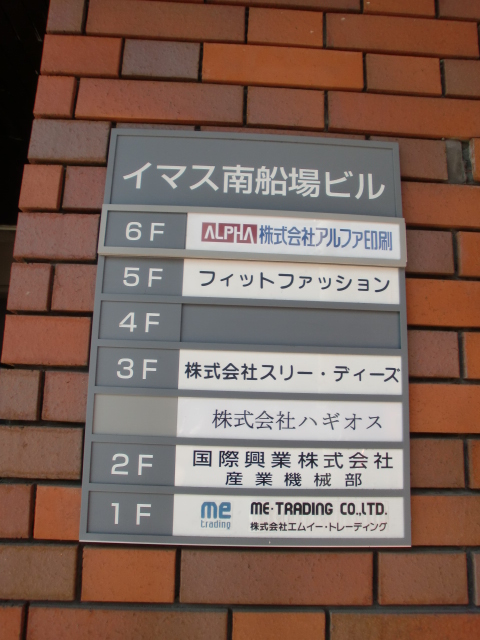 イマス南船場ビル
6F ALPHA 株式会社アルファ印刷
5F フィットファッション
4F
3F 株式会社スリー・ディーズ
株式会社ハギオス
2F 国際興業株式会社
産業機械部
1F me ME·TRADING CO.,LTD.
trading 株式会社エムイー・トレーディング